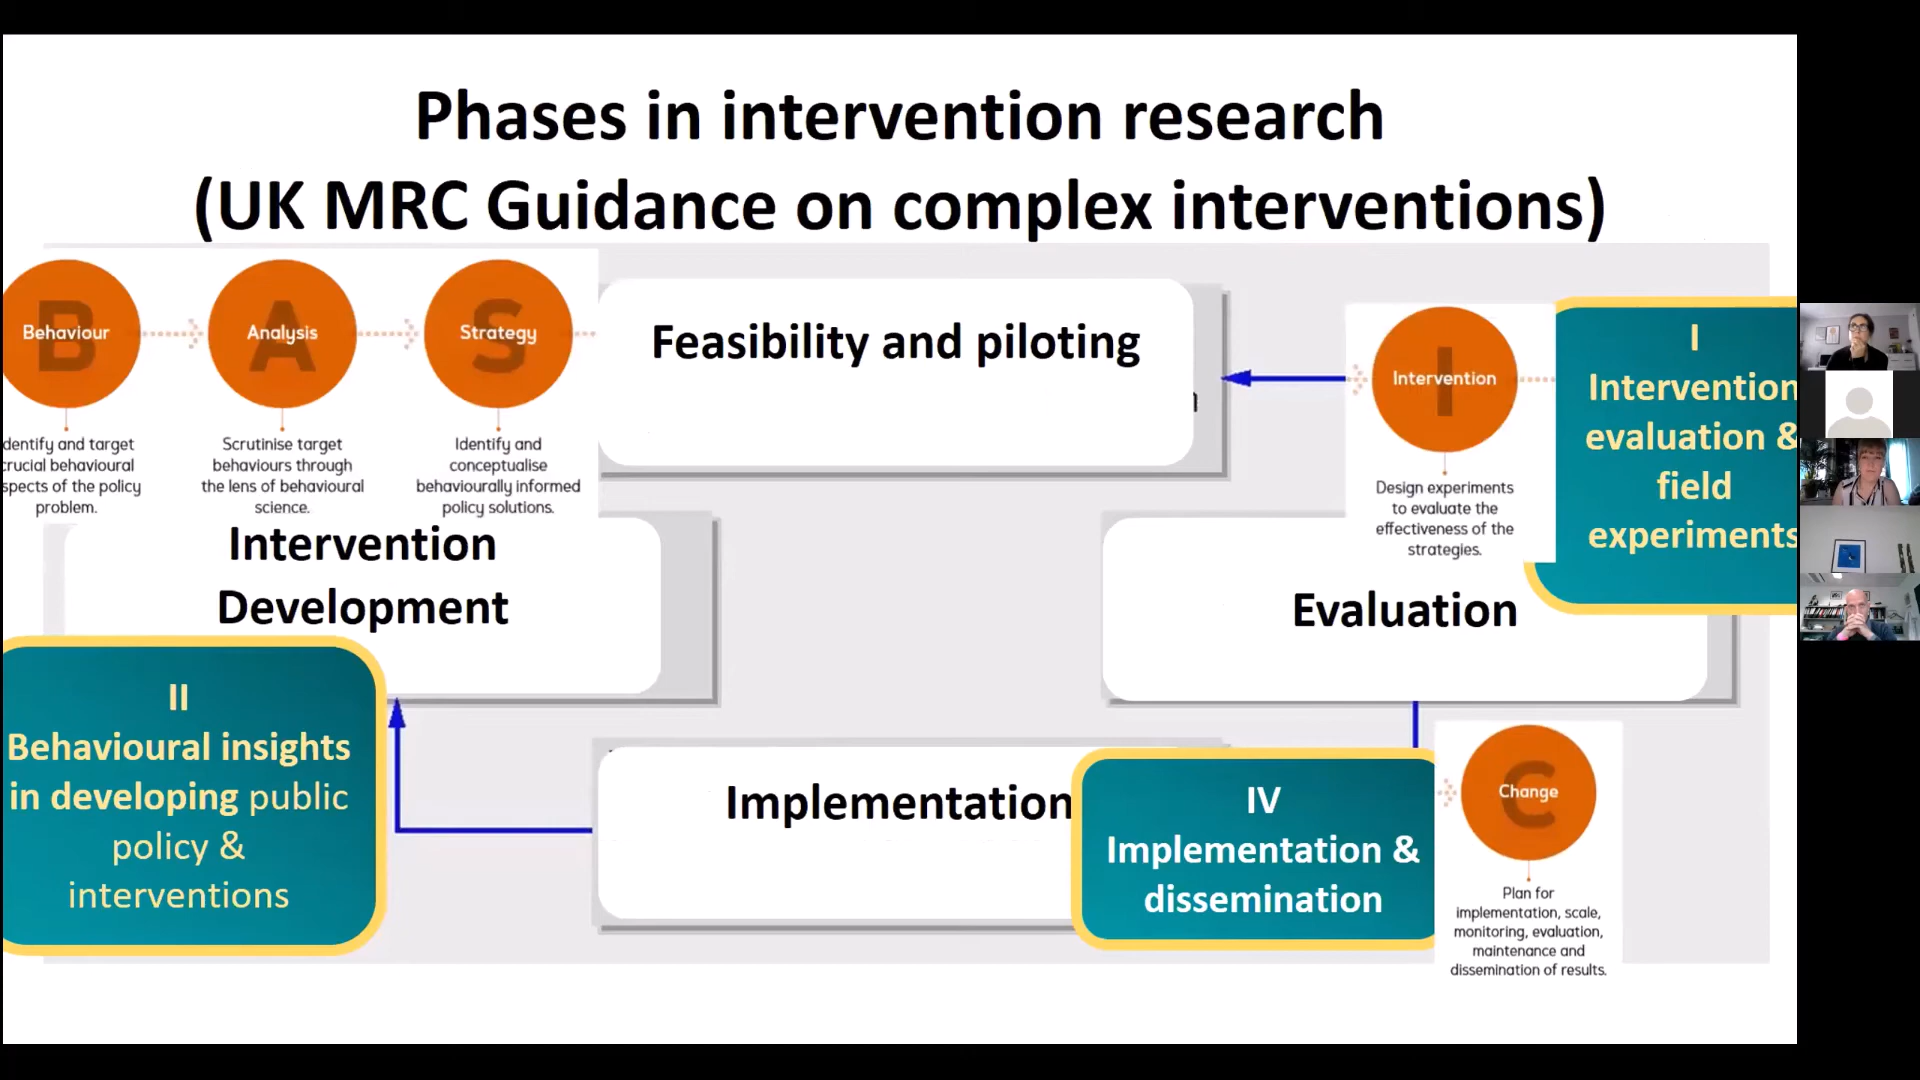 Phases in intervention research
(UK MRC Guidance on complex interventions)
B
Behaviour
dentify and target
crucial behavioural
spects of the policy
problem.
A
Analysis
Scrutinise target
behaviours through
the lens of behavioural
science.
S
Strategy
Identify and
conceptualise
behaviourally informed
policy solutions.
Feasibility and piloting
n
I
Intervention
Design experiments
to evaluate the
effectiveness of the
strategies.
I
Intervention
evaluation &
field
experiments
Intervention
Development
Evaluation
II
Behavioural insights
in developing public
policy &
interventions
Implementation
IV
Implementation &
dissemination
C
Change
Plan for
implementation, scale,
monitoring, evaluation,
maintenance and
dissemination of results.